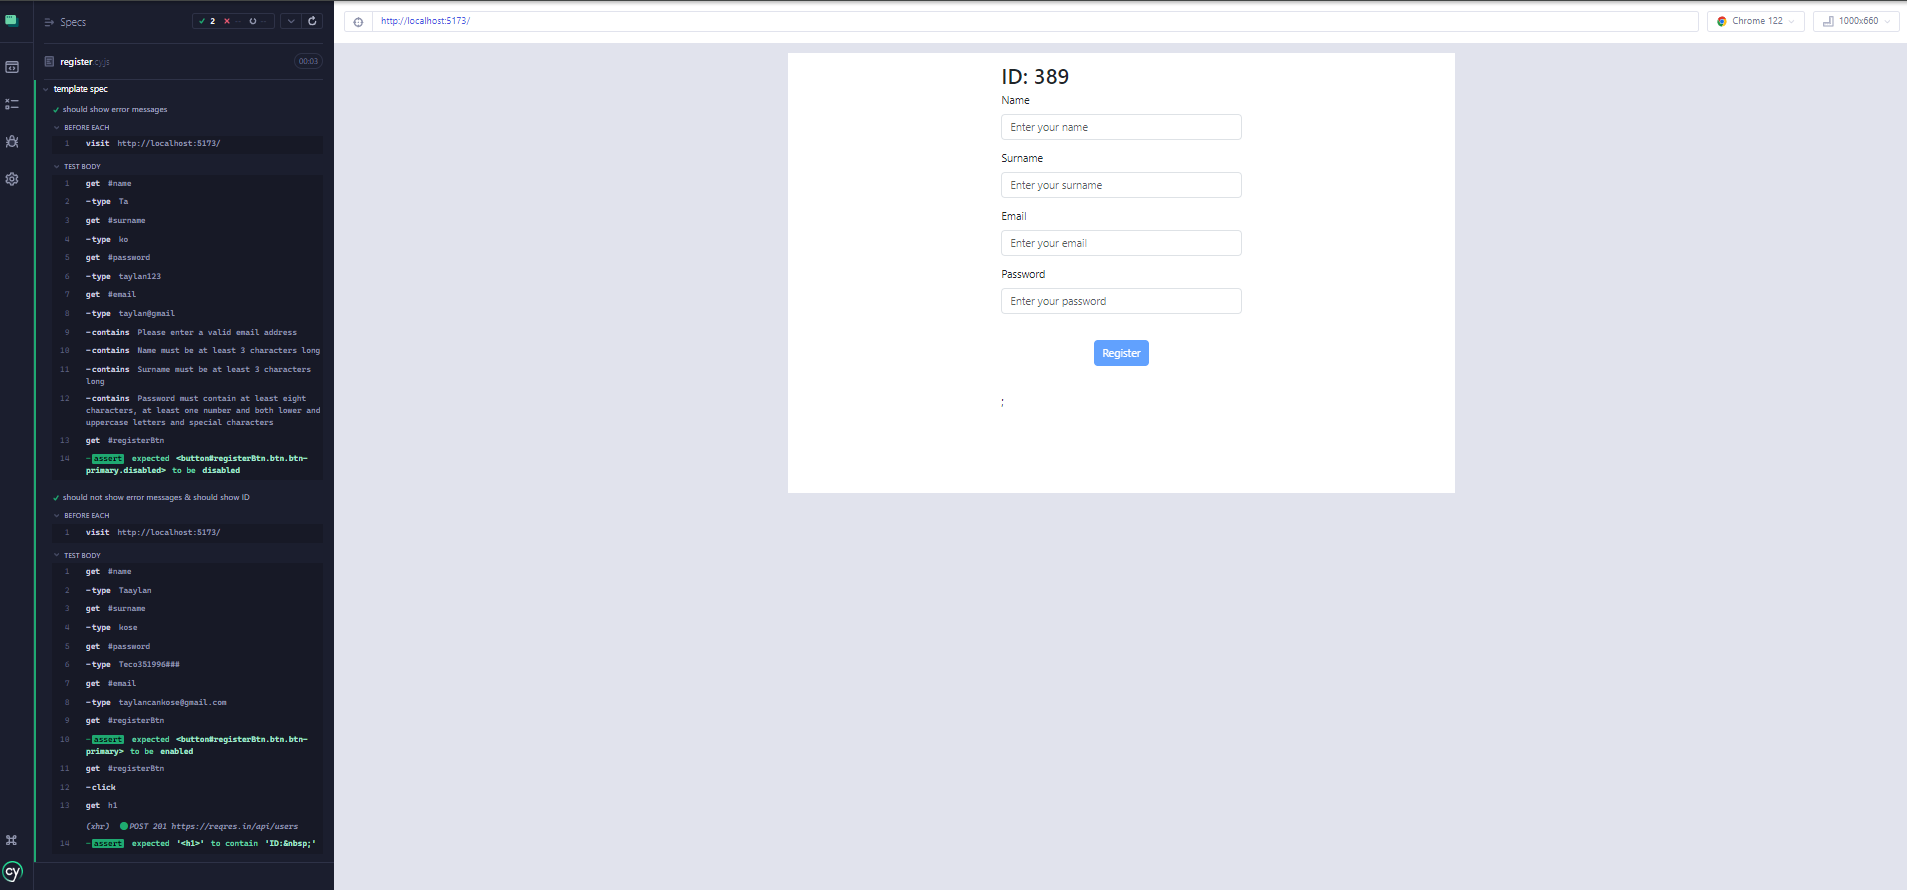 Specs
2 -- --
register.cy.js
00:03
template spec
should show error messages
BEFORE EACH
1 visit http://localhost:5173/
TEST BODY
1 get #name
2 -type Ta
3 get #surname
4 -type ko
5 get #password
6 -type taylan123
7 get #email
8 -type taylan@gmail
9 -contains Please enter a valid email address
10 -contains Name must be at least 3 characters long
11 -contains Surname must be at least 3 characters
long
12 -contains Password must contain at least eight
characters, at least one number and both lower and
uppercase letters and special characters
13 get #registerBtn
14 -assert expected <button#registerBtn.btn.btn-
primary.disabled> to be disabled
should not show error messages & should show ID
BEFORE EACH
1 visit http://localhost:5173/
TEST BODY
1 get #name
2 -type Taaylan
3 get #surname
4 -type kose
5 get #password
6 -type Teco351996###
7 get #email
8 -type taylancankose@gmail.com
9 get #registerBtn
10 -assert expected <button#registerBtn.btn.btn-
primary> to be enabled
11 get #registerBtn
12 -click
13 get h1
(xhr) POST 201 https://reqres.in/api/users
14 -assert expected '<h1>' to contain 'ID:&nbsp;'
cy
http://localhost:5173/
Chrome 122
1000x660
ID: 389
Name
Enter your name
Surname
Enter your surname
Email
Enter your email
Password
Enter your password
Register
;